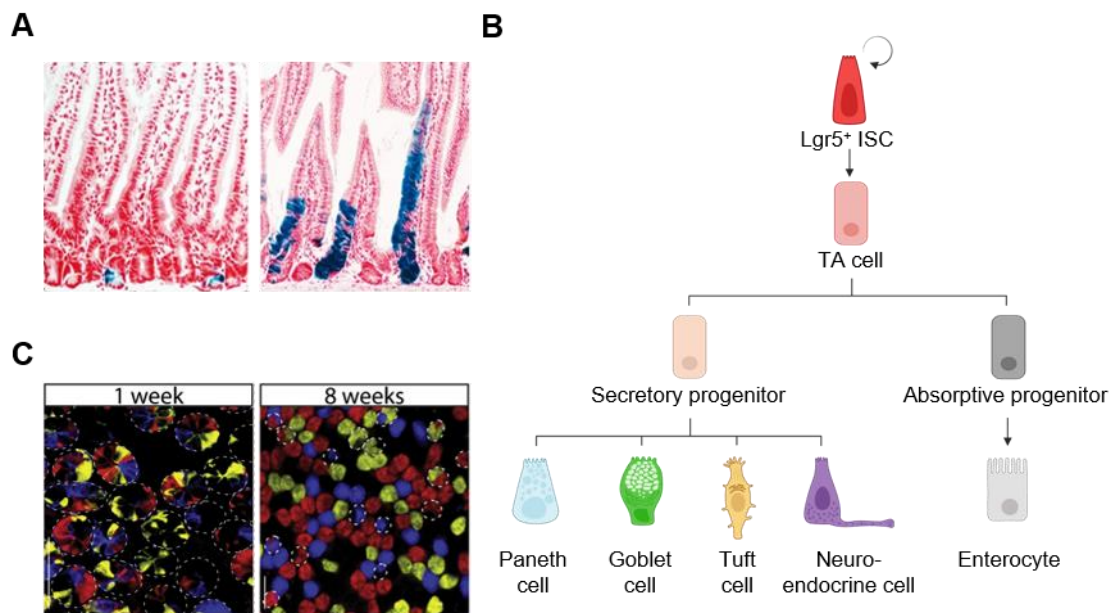 A
B
Lgr5+ ISC
TA cell
Secretory progenitor
Absorptive progenitor
Paneth
cell
Goblet
cell
Tuft
cell
Neuro-
endocrine cell
Enterocyte
C
1 week
8 weeks